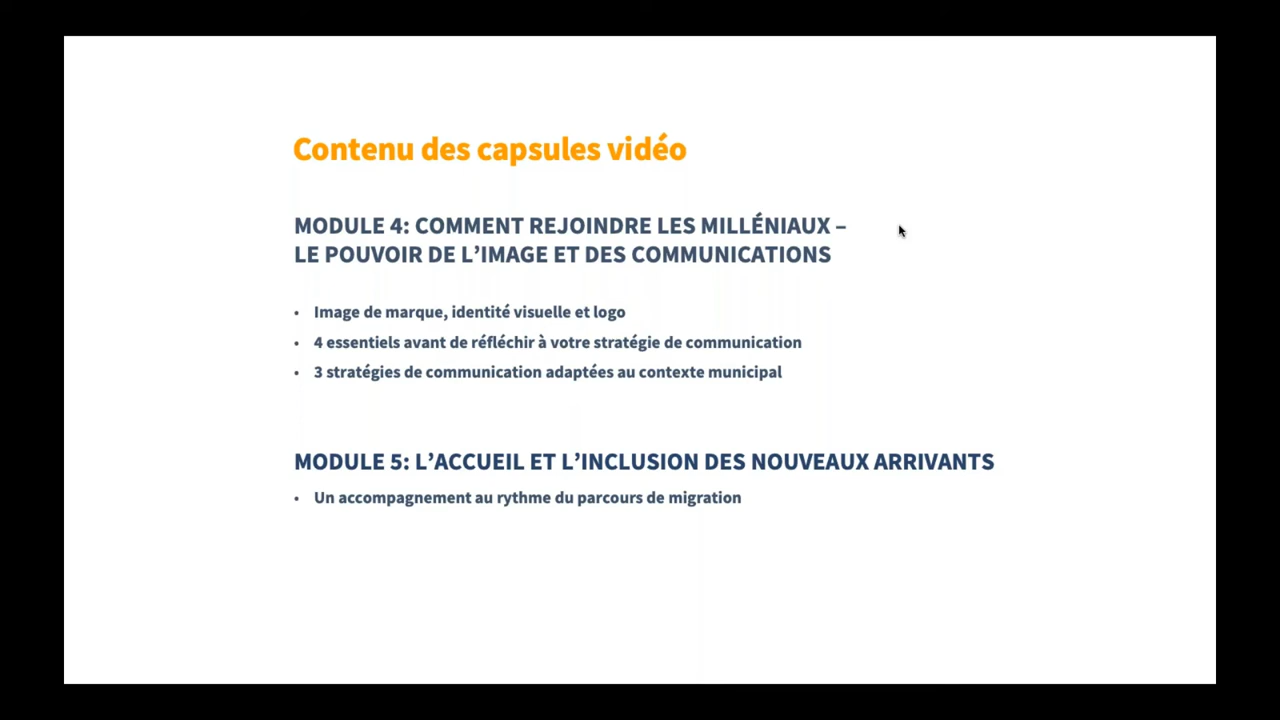 Contenu des capsules vidéo
MODULE 4: COMMENT REJOINDRE LES MILLÉNIAUX –
LE POUVOIR DE L’IMAGE ET DES COMMUNICATIONS
• Image de marque, identité visuelle et logo
• 4 essentiels avant de réfléchir à votre stratégie de communication
• 3 stratégies de communication adaptées au contexte municipal
MODULE 5: L’ACCUEIL ET L’INCLUSION DES NOUVEAUX ARRIVANTS
• Un accompagnement au rythme du parcours de migration